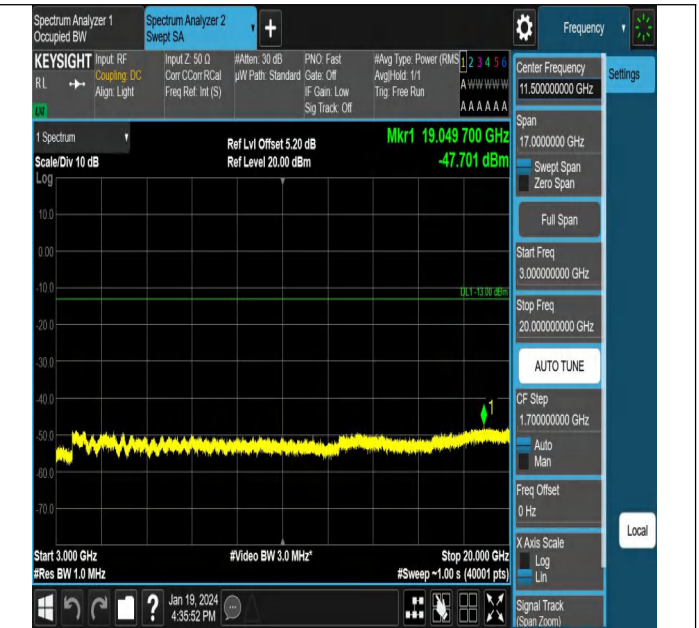 Spectrum Analyzer 1
Occupied BW
Spectrum Analyzer 2
Swept SA
Frequency
KEYSIGHT
RL
Input: RF
Coupling: DC
Align: Light
Input Z: 50 Ω
Corr CCorr RCal
Freq Ref: Int (S)
#Atten: 30 dB
µW Path: Standard
PNO: Fast
Gate: Off
IF Gain: Low
Sig Track: Off
#Avg Type: Power (RMS
Avg|Hold: 1/1
Trig: Free Run
1 2 3 4 5 6
A W W W W W
A A A A A A
1 Spectrum
Scale/Div 10 dB
Log
Ref Lvl Offset 5.20 dB
Ref Level 20.00 dBm
Mkr1 19.049 700 GHz
-47.701 dBm
10.0
0.00
-10.0
DL1 -13.00 dBm
-20.0
-30.0
-40.0
1
-50.0
-60.0
-70.0
Start 3.000 GHz
#Video BW 3.0 MHz*
Stop 20.000 GHz
#Res BW 1.0 MHz
#Sweep ~1.00 s (40001 pts)
?
Jan 19, 2024
4:35:52 PM
Center Frequency
11.500000000 GHz
Settings
Span
17.0000000 GHz
Swept Span
Zero Span
Full Span
Start Freq
3.000000000 GHz
Stop Freq
20.000000000 GHz
AUTO TUNE
CF Step
1.700000000 GHz
Auto
Man
Freq Offset
0 Hz
X Axis Scale
Log
Lin
Local
Signal Track
(Span Zoom)